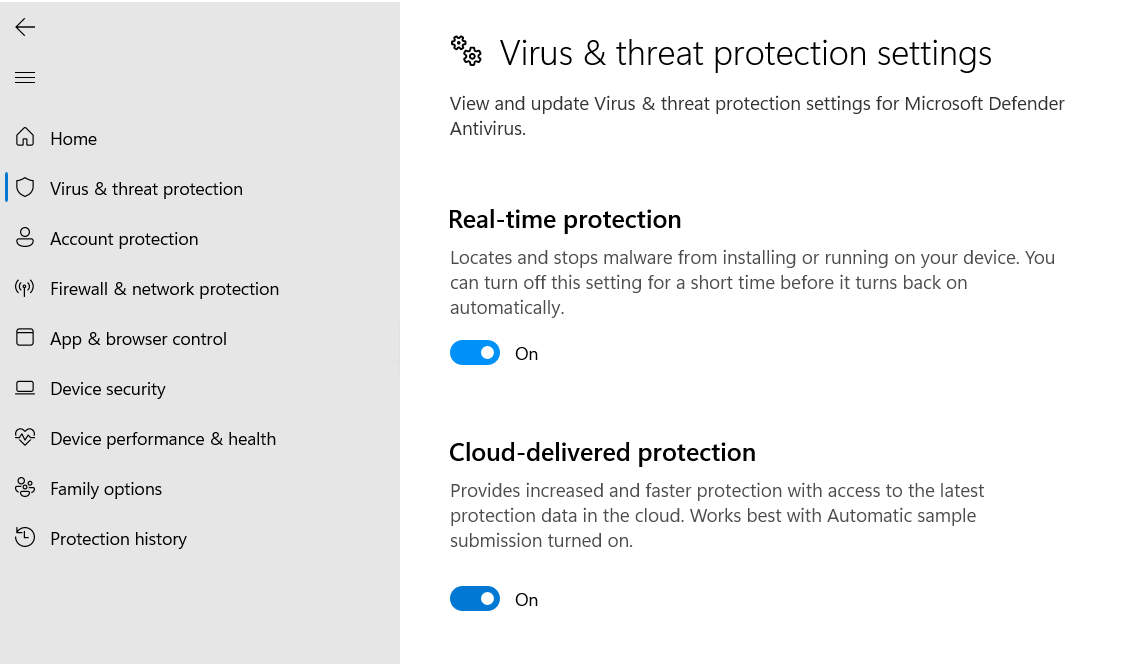 Home
Virus & threat protection
Account protection
Firewall & network protection
App & browser control
Device security
Device performance & health
Family options
Protection history
Virus & threat protection settings
View and update Virus & threat protection settings for Microsoft Defender
Antivirus.
Real-time protection
Locates and stops malware from installing or running on your device. You
can turn off this setting for a short time before it turns back on
automatically.
On
Cloud-delivered protection
Provides increased and faster protection with access to the latest
protection data in the cloud. Works best with Automatic sample
submission turned on.
On